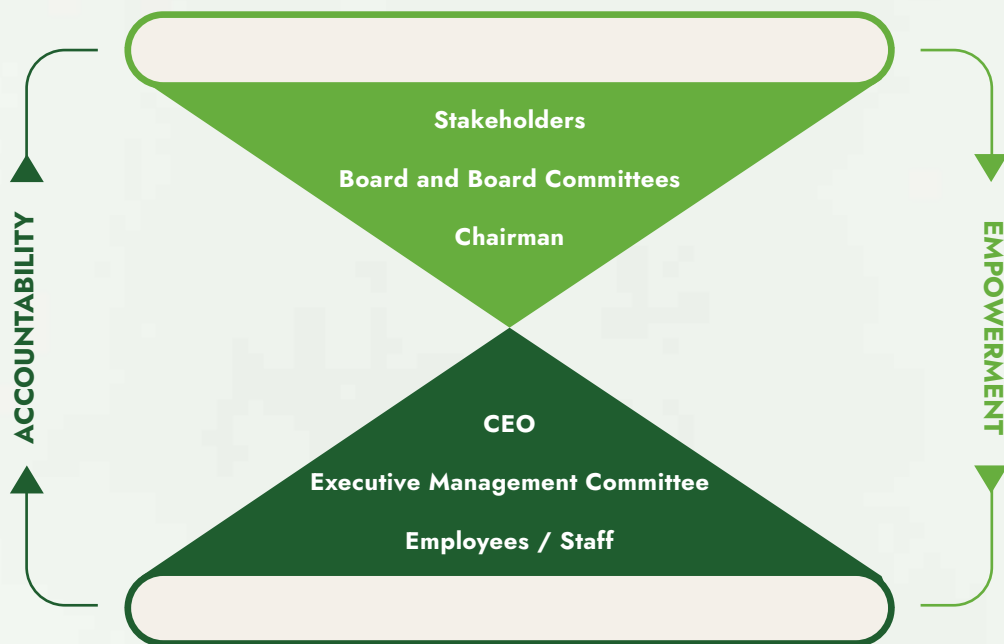 Stakeholders
Board and Board Committees
Chairman
ACCOUNTABILITY
EMPOWERMENT
CEO
Executive Management Committee
Employees / Staff